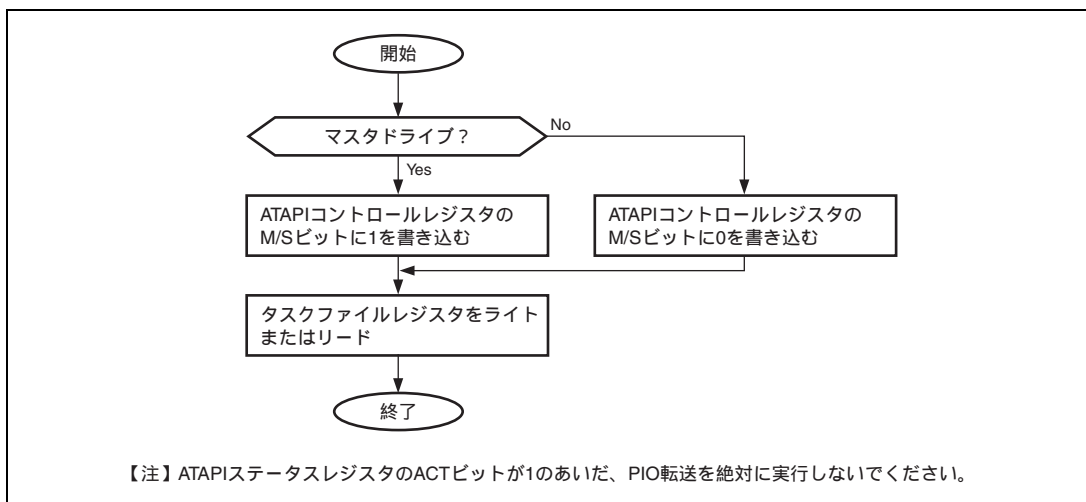 開始
マスタドライブ？
No
Yes
ATAPIコントロールレジスタの
M/Sビットに1を書き込む
ATAPIコントロールレジスタの
M/Sビットに0を書き込む
タスクファイルレジスタをライト
またはリード
終了
【注】ATAPIステータスレジスタのACTビットが1のあいだ、PIO転送を絶対に実行しないでください。